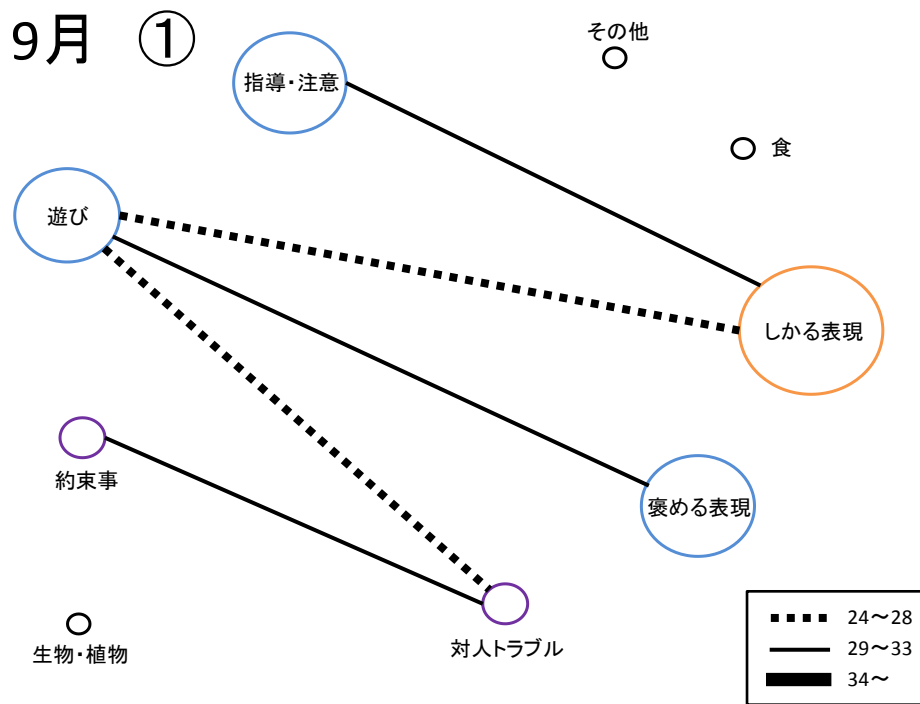 9月 ①
その他
指導・注意
食
遊び
しかる表現
約束事
褒める表現
生物・植物
対人トラブル
24～28
29～33
34～